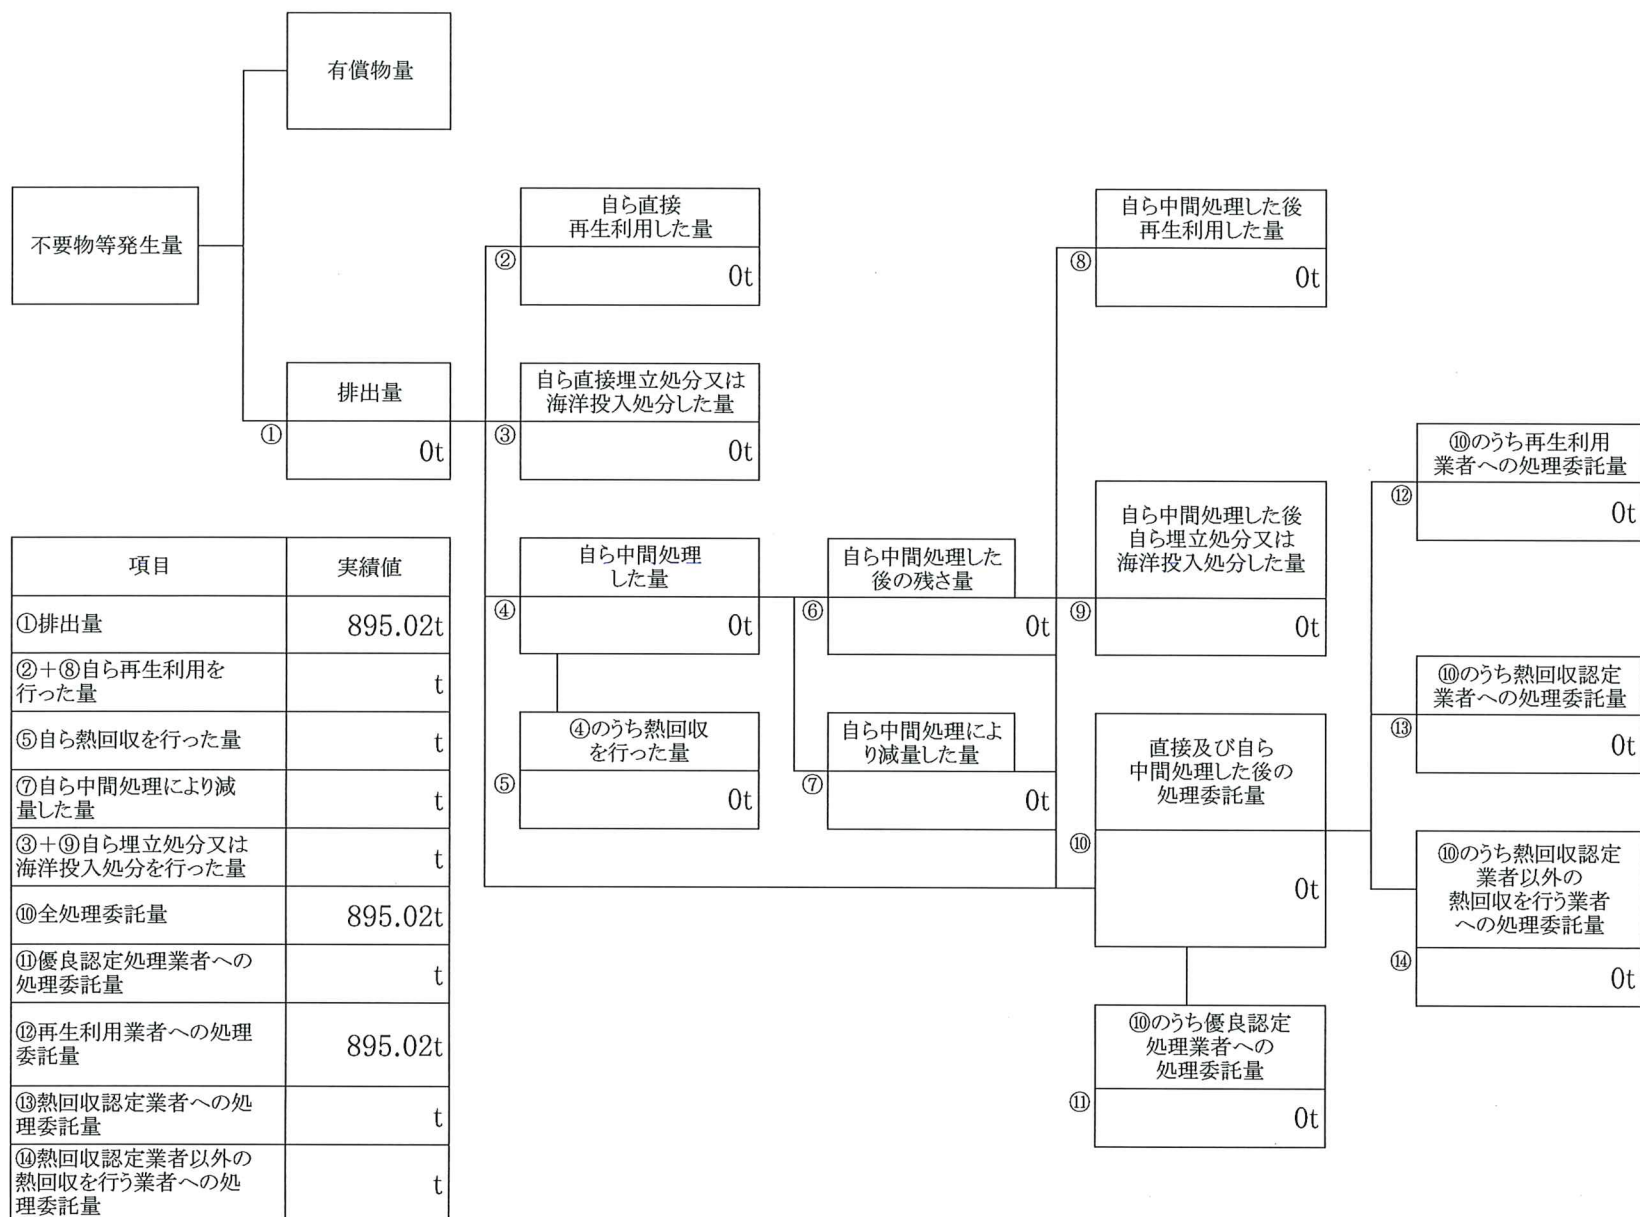 有償物量
不要物等発生量
自ら直接
再生利用した量
②
0t
自ら中間処理した後
再生利用した量
⑧
0t
排出量
①
0t
自ら直接埋立処分又は
海洋投入処分した量
③
0t
⑩のうち再生利用
業者への処理委託量
⑫
0t
自ら中間処理
した量
④
0t
自ら中間処理した
後の残さ量
⑥
0t
自ら中間処理した後
自ら埋立処分又は
海洋投入処分した量
⑨
0t
⑩のうち熱回収認定
業者への処理委託量
⑬
0t
④のうち熱回収
を行った量
⑤
0t
自ら中間処理によ
り減量した量
⑦
0t
直接及び自ら
中間処理した後の
処理委託量
⑩
0t
⑩のうち熱回収認定
業者以外の
熱回収を行う業者
への処理委託量
⑭
0t
⑩のうち優良認定
処理業者への
処理委託量
⑪
0t
項目 実績値
①排出量 895.02t
②+⑧自ら再生利用を
行った量 t
⑤自ら熱回収を行った量 t
⑦自ら中間処理により減
量した量 t
③+⑨自ら埋立処分又は
海洋投入処分を行った量 t
⑩全処理委託量 895.02t
⑪優良認定処理業者への
処理委託量 t
⑫再生利用業者への処理
委託量 895.02t
⑬熱回収認定業者への処
理委託量 t
⑭熱回収認定業者以外の
熱回収を行う業者への処
理委託量 t